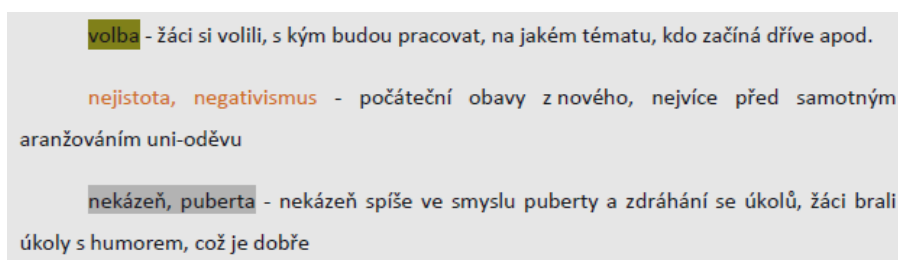 volba - žáci si volili, s kým budou pracovat, na jakém tématu, kdo začíná dříve apod.
nejistota, negativismus - počáteční obavy z nového, nejvíce před samotným
aranžováním uni-oděvu
nekázeň, puberta - nekázeň spíše ve smyslu puberty a zdráhání se úkolů, žáci brali
úkoly s humorem, což je dobře